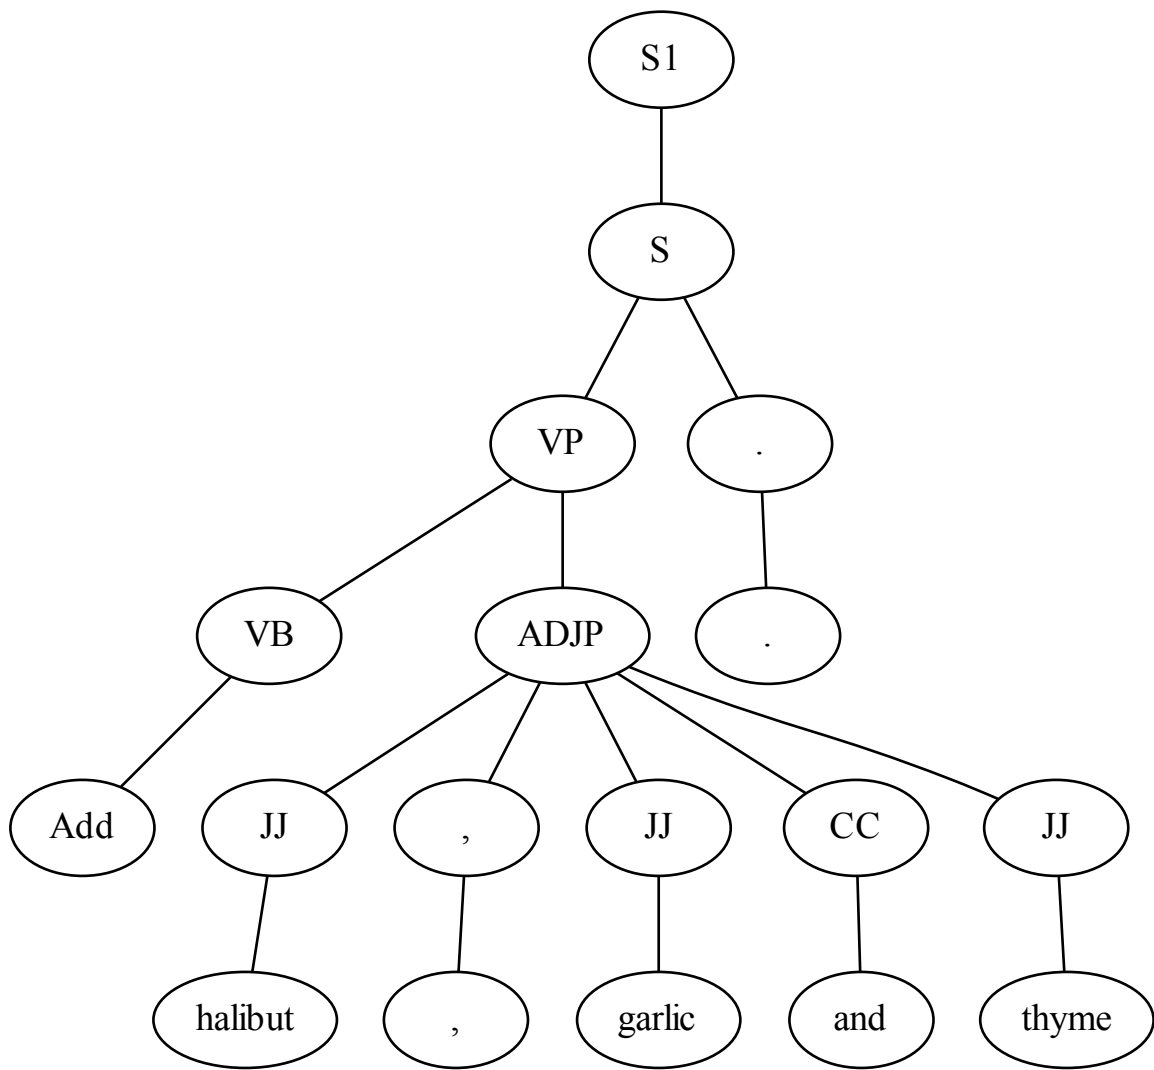 S1
S
VP .
VB ADJP .
Add JJ , JJ CC JJ
halibut , garlic and thyme